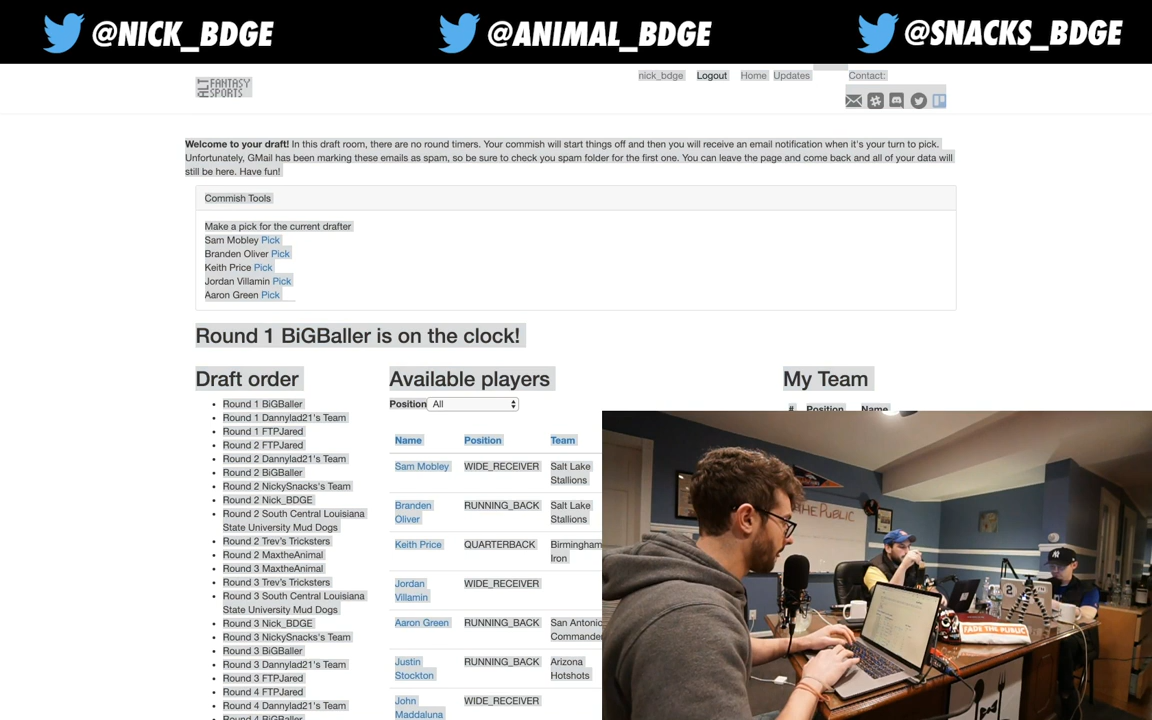 @NICK_BDGE
@ANIMAL_BDGE
@SNACKS_BDGE
ALT FANTASY SPORTS
nick_bdge Logout Home Updates Contact:
Welcome to your draft! In this draft room, there are no round timers. Your commish will start things off and then you will receive an email notification when it's your turn to pick.
Unfortunately, GMail has been marking these emails as spam, so be sure to check you spam folder for the first one. You can leave the page and come back and all of your data will
still be here. Have fun!
Commish Tools
Make a pick for the current drafter
Sam Mobley Pick
Branden Oliver Pick
Keith Price Pick
Jordan Villamin Pick
Aaron Green Pick
Round 1 BiGBaller is on the clock!
Draft order
Round 1 BiGBaller
Round 1 Dannylad21's Team
Round 1 FTPJared
Round 2 FTPJared
Round 2 Dannylad21's Team
Round 2 BiGBaller
Round 2 NickySnacks's Team
Round 2 Nick_BDGE
Round 2 South Central Louisiana
State University Mud Dogs
Round 2 Trev's Tricksters
Round 2 MaxtheAnimal
Round 3 MaxtheAnimal
Round 3 Trev's Tricksters
Round 3 South Central Louisiana
State University Mud Dogs
Round 3 Nick_BDGE
Round 3 NickySnacks's Team
Round 3 BiGBaller
Round 3 Dannylad21's Team
Round 3 FTPJared
Round 4 FTPJared
Round 4 Dannylad21's Team
Round 4 BiGBaller
Available players
Position All
Name Position Team
Sam Mobley WIDE_RECEIVER Salt Lake
Stallions
Branden RUNNING_BACK Salt Lake
Oliver Stallions
Keith Price QUARTERBACK Birmingham
Iron
Jordan WIDE_RECEIVER
Villamin
Aaron Green RUNNING_BACK San Antonio
Commander
Justin RUNNING_BACK Arizona
Stockton Hotshots
John WIDE_RECEIVER
Maddaluna
My Team
# Position Name
THE PUBLIC
FADE THE PUBLIC